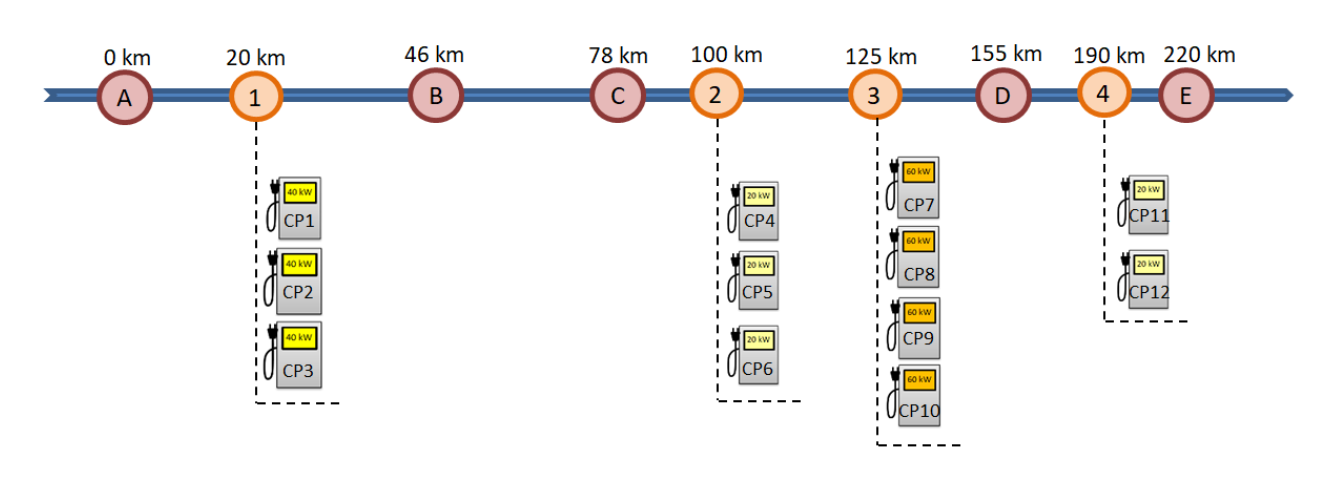 0 km 20 km 46 km 78 km 100 km 125 km 155 km 190 km 220 km
A 1 B C 2 3 D 4 E
40 kW
CP1
40 kW
CP2
40 kW
CP3
20 kW
CP4
20 kW
CP5
20 kW
CP6
60 kW
CP7
60 kW
CP8
60 kW
CP9
60 kW
CP10
20 kW
CP11
20 kW
CP12